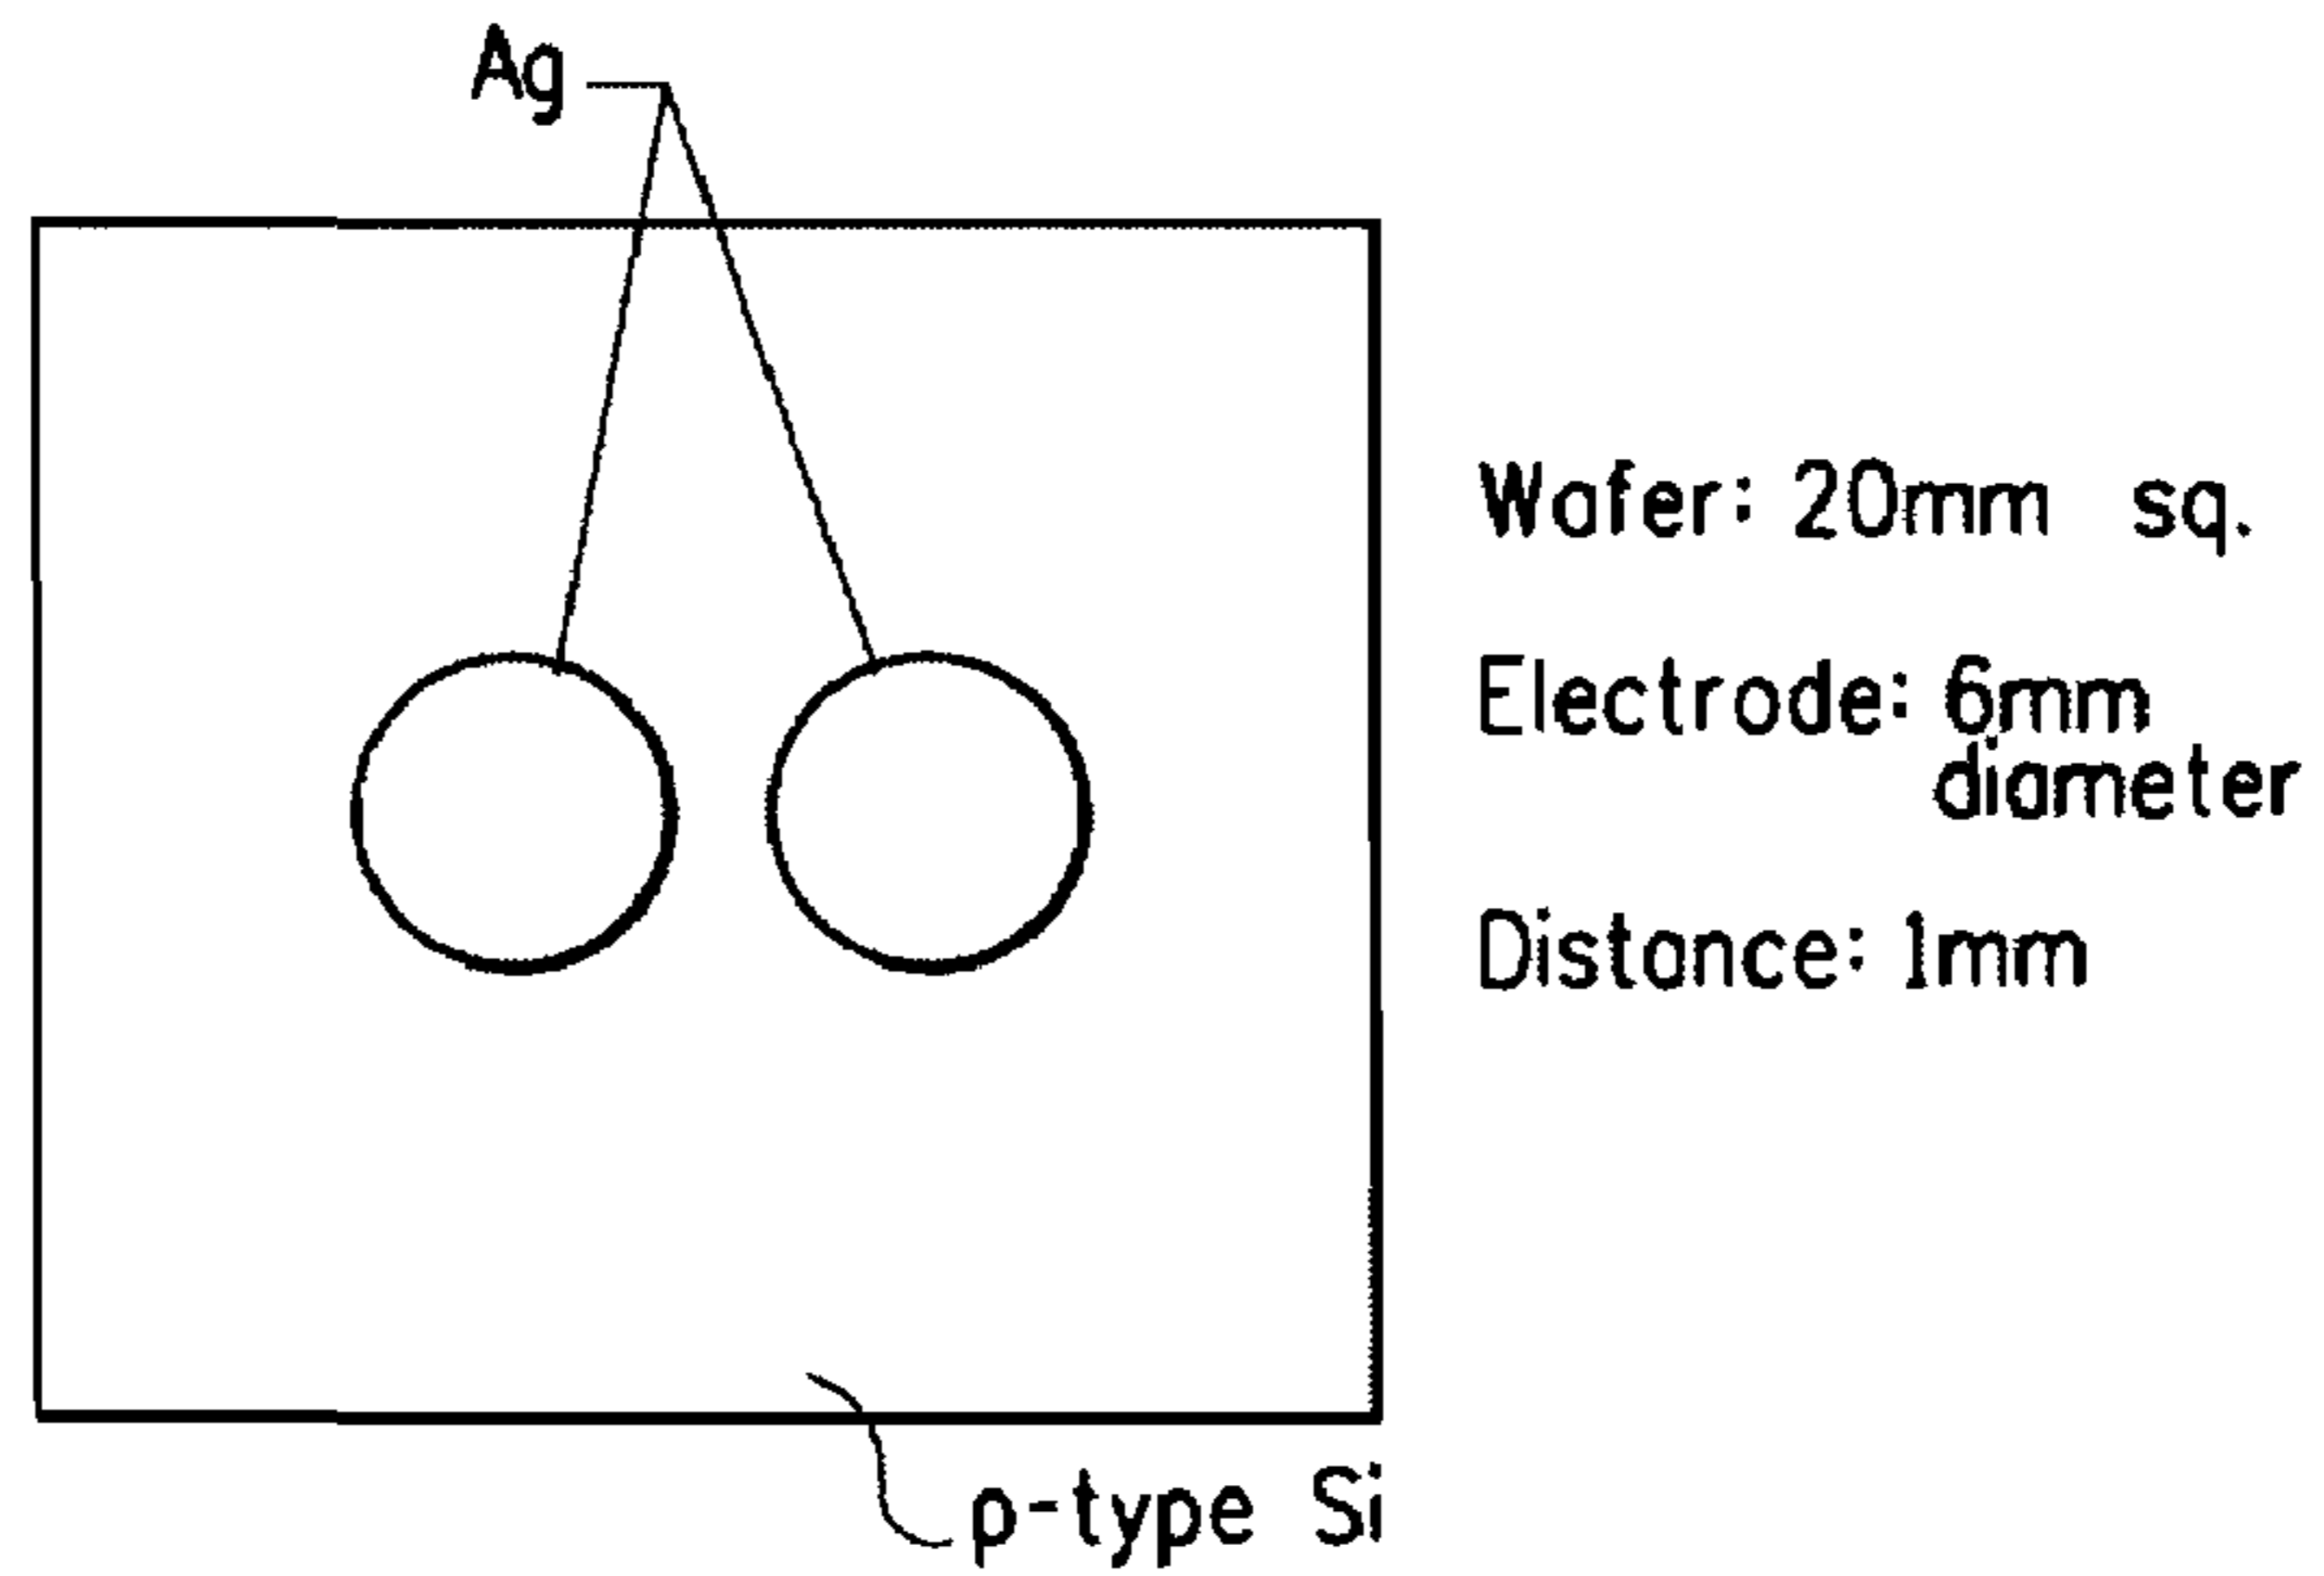 Ag
Wafer: 20mm sq.
Electrode: 6mm
diameter
Distance: 1mm
p-type Si